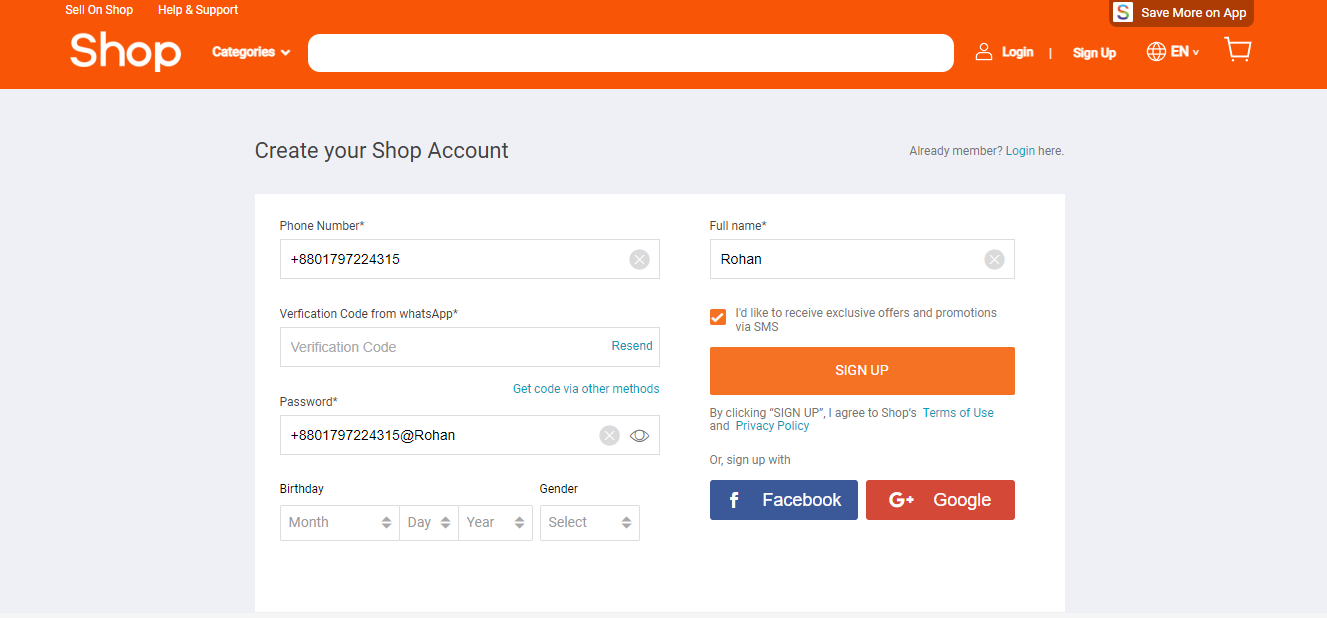 Sell On Shop Help & Support
S Save More on App
Shop Categories Login | Sign Up EN
Create your Shop Account
Already member? Login here.
Phone Number*
+8801797224315
Verfication Code from whatsApp*
Verification Code Resend
Get code via other methods
Password*
+8801797224315@Rohan
Birthday Gender
Month Day Year Select
Full name*
Rohan
I'd like to receive exclusive offers and promotions
via SMS
SIGN UP
By clicking “SIGN UP”, I agree to Shop's Terms of Use
and Privacy Policy
Or, sign up with
f Facebook G+ Google